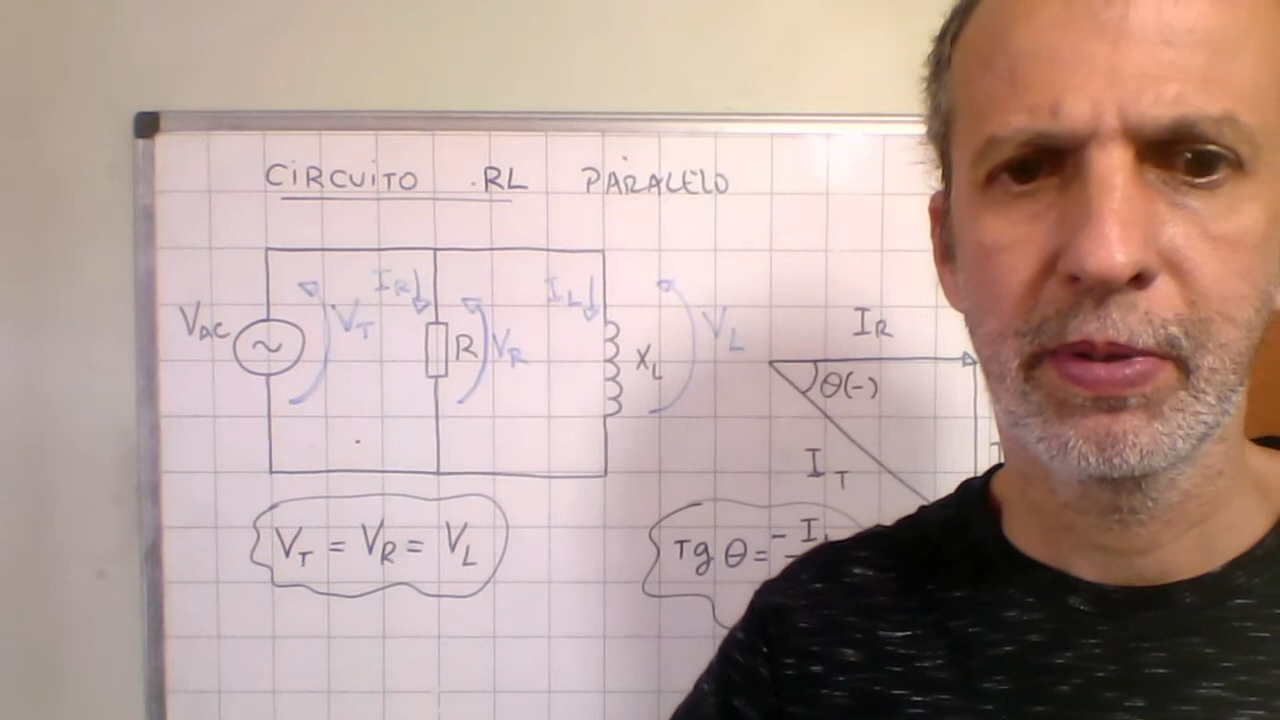 CIRCUITO RL PARALELO
VAC
VT
IR
R
VR
IL
XL
VL
IR
θ(-)
IT
VT = VR = VL
Tg θ = - I